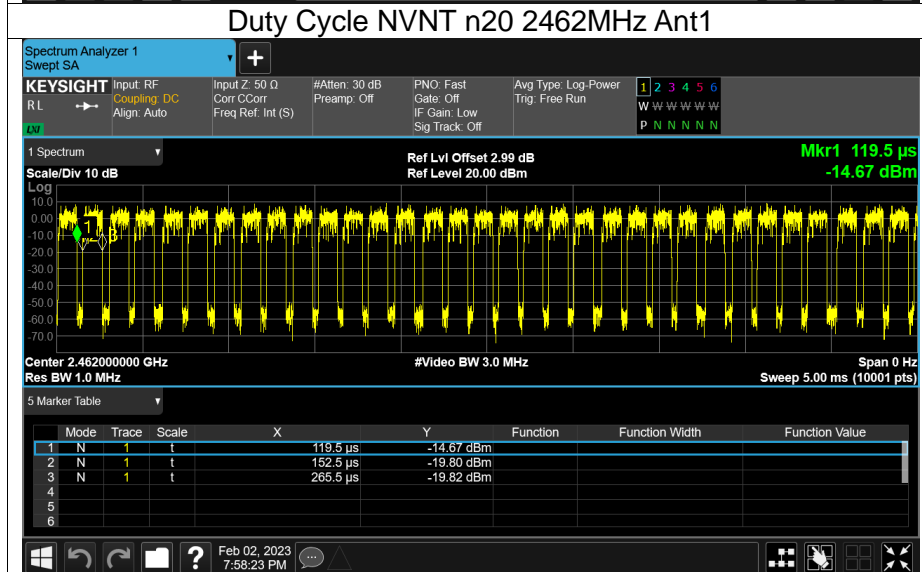 Duty Cycle NVNT n20 2462MHz Ant1
Spectrum Analyzer 1
Swept SA
+
KEYSIGHT
R L
LXI
Input: RF
Coupling: DC
Align: Auto
Input Z: 50 Ω
Corr CCorr
Freq Ref: Int (S)
#Atten: 30 dB
Preamp: Off
PNO: Fast
Gate: Off
IF Gain: Low
Sig Track: Off
Avg Type: Log-Power
Trig: Free Run
1 2 3 4 5 6
W W W W W W
P N N N N N
1 Spectrum
Scale/Div 10 dB
Ref Lvl Offset 2.99 dB
Ref Level 20.00 dBm
Mkr1 119.5 µs
-14.67 dBm
Log
10.0
0.00
-10.0
-20.0
-30.0
-40.0
-50.0
-60.0
-70.0
1
3
Center 2.462000000 GHz
#Video BW 3.0 MHz
Span 0 Hz
Res BW 1.0 MHz
Sweep 5.00 ms (10001 pts)
5 Marker Table
Mode Trace Scale X Y Function Function Width Function Value
1 N 1 t 119.5 µs -14.67 dBm
2 N 1 t 152.5 µs -19.80 dBm
3 N 1 t 265.5 µs -19.82 dBm
4
5
6
?
Feb 02, 2023
7:58:23 PM